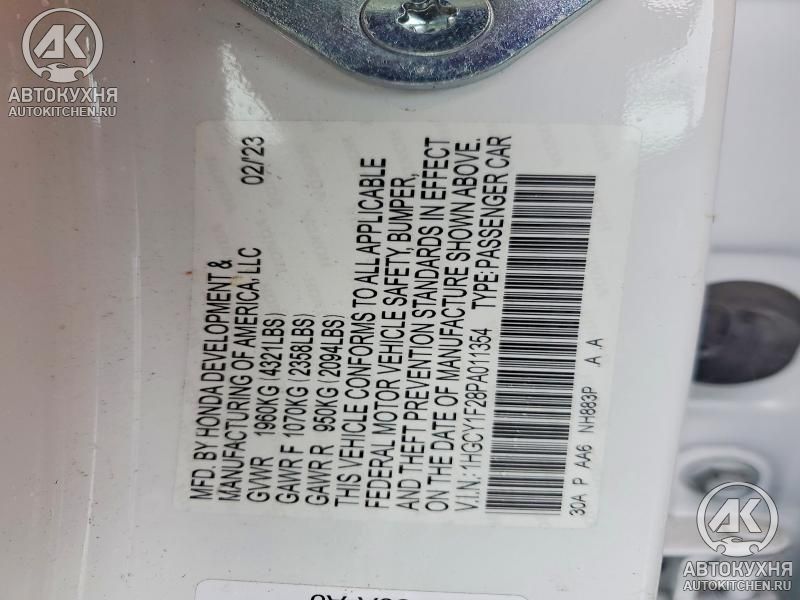 AK
АВТОКУХНЯ
AUTOKITCHEN.RU
MFD. BY HONDA DEVELOPMENT &
MANUFACTURING OF AMERICA, LLC 02/'23
GVWR 1960KG (4321LBS)
GAWR F 1070KG (2358LBS)
GAWR R 950KG (2094LBS)
THIS VEHICLE CONFORMS TO ALL APPLICABLE
FEDERAL MOTOR VEHICLE SAFETY, BUMPER,
AND THEFT PREVENTION STANDARDS IN EFFECT
ON THE DATE OF MANUFACTURE SHOWN ABOVE.
V.I.N.: 1HGCY1F28PA011354 TYPE:PASSENGER CAR
30A P AA6 NH883P A .A
AK
АВТОКУХНЯ
AUTOKITCHEN.RU